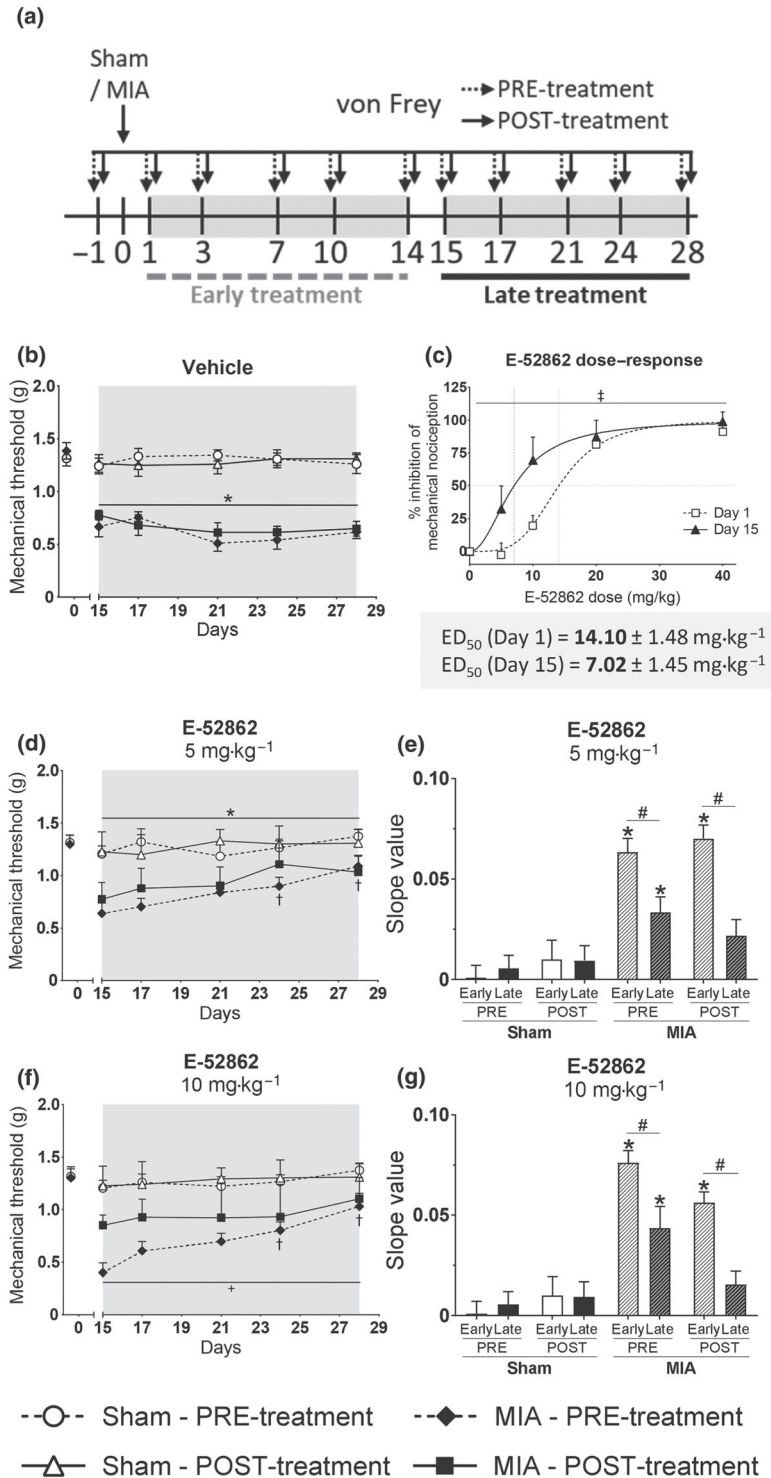 (a)
Sham
/ MIA
von Frey
PRE-treatment
POST-treatment
−1 0 1 3 7 10 14 15 17 21 24 28
Early treatment
Late treatment
(b)
Vehicle
Mechanical threshold (g)
2.0
1.5
1.0
0.5
0.0
*
0 15 17 19 21 23 25 27 29
Days
(c)
E-52862 dose–response
% inhibition of
mechanical nociception
125
100
75
50
25
0
‡
Day 1
Day 15
0 10 20 30 40
E-52862 dose (mg/kg)
ED50 (Day 1) = 14.10 ± 1.48 mg·kg−1
ED50 (Day 15) = 7.02 ± 1.45 mg·kg−1
(d)
E-52862
5 mg·kg−1
Mechanical threshold (g)
2.0
1.5
1.0
0.5
0.0
*
† †
0 15 17 19 21 23 25 27 29
Days
(e)
E-52862
5 mg·kg−1
Slope value
0.10
0.05
0.00
# #
* * *
Early Late Early Late Early Late Early Late
PRE POST PRE POST
Sham MIA
(f)
E-52862
10 mg·kg−1
Mechanical threshold (g)
2.0
1.5
1.0
0.5
0.0
† †
+
0 15 17 19 21 23 25 27 29
Days
(g)
E-52862
10 mg·kg−1
Slope value
0.10
0.05
0.00
# #
* * *
Early Late Early Late Early Late Early Late
PRE POST PRE POST
Sham MIA
Sham - PRE-treatment
MIA - PRE-treatment
Sham - POST-treatment
MIA - POST-treatment